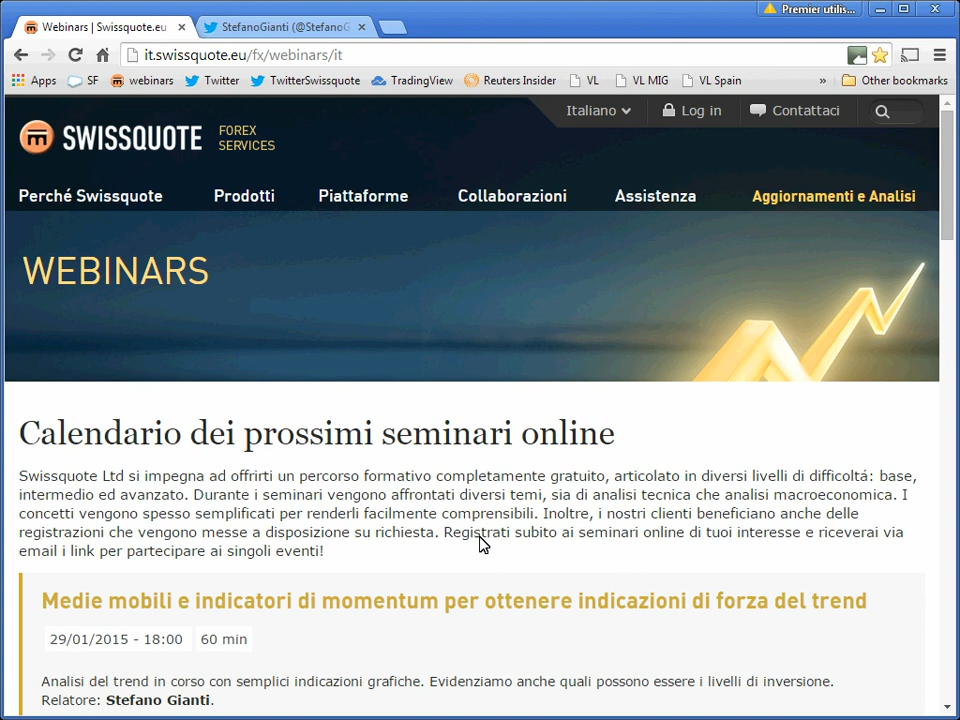 Premier utilis...
Webinars | Swissquote.eu
StefanoGianti (@StefanoG
it.swissquote.eu/fx/webinars/it
Apps SF webinars Twitter TwitterSwissquote TradingView Reuters Insider VL VL MIG VL Spain » Other bookmarks
Italiano Log in Contattaci
SWISSQUOTE FOREX
SERVICES
Perché Swissquote Prodotti Piattaforme Collaborazioni Assistenza Aggiornamenti e Analisi
WEBINARS
Calendario dei prossimi seminari online
Swissquote Ltd si impegna ad offrirti un percorso formativo completamente gratuito, articolato in diversi livelli di difficoltá: base,
intermedio ed avanzato. Durante i seminari vengono affrontati diversi temi, sia di analisi tecnica che analisi macroeconomica. I
concetti vengono spesso semplificati per renderli facilmente comprensibili. Inoltre, i nostri clienti beneficiano anche delle
registrazioni che vengono messe a disposizione su richiesta. Registrati subito ai seminari online di tuo interesse e riceverai via
email i link per partecipare ai singoli eventi!
Medie mobili e indicatori di momentum per ottenere indicazioni di forza del trend
29/01/2015 - 18:00 60 min
Analisi del trend in corso con semplici indicazioni grafiche. Evidenziamo anche quali possono essere i livelli di inversione.
Relatore: Stefano Gianti.